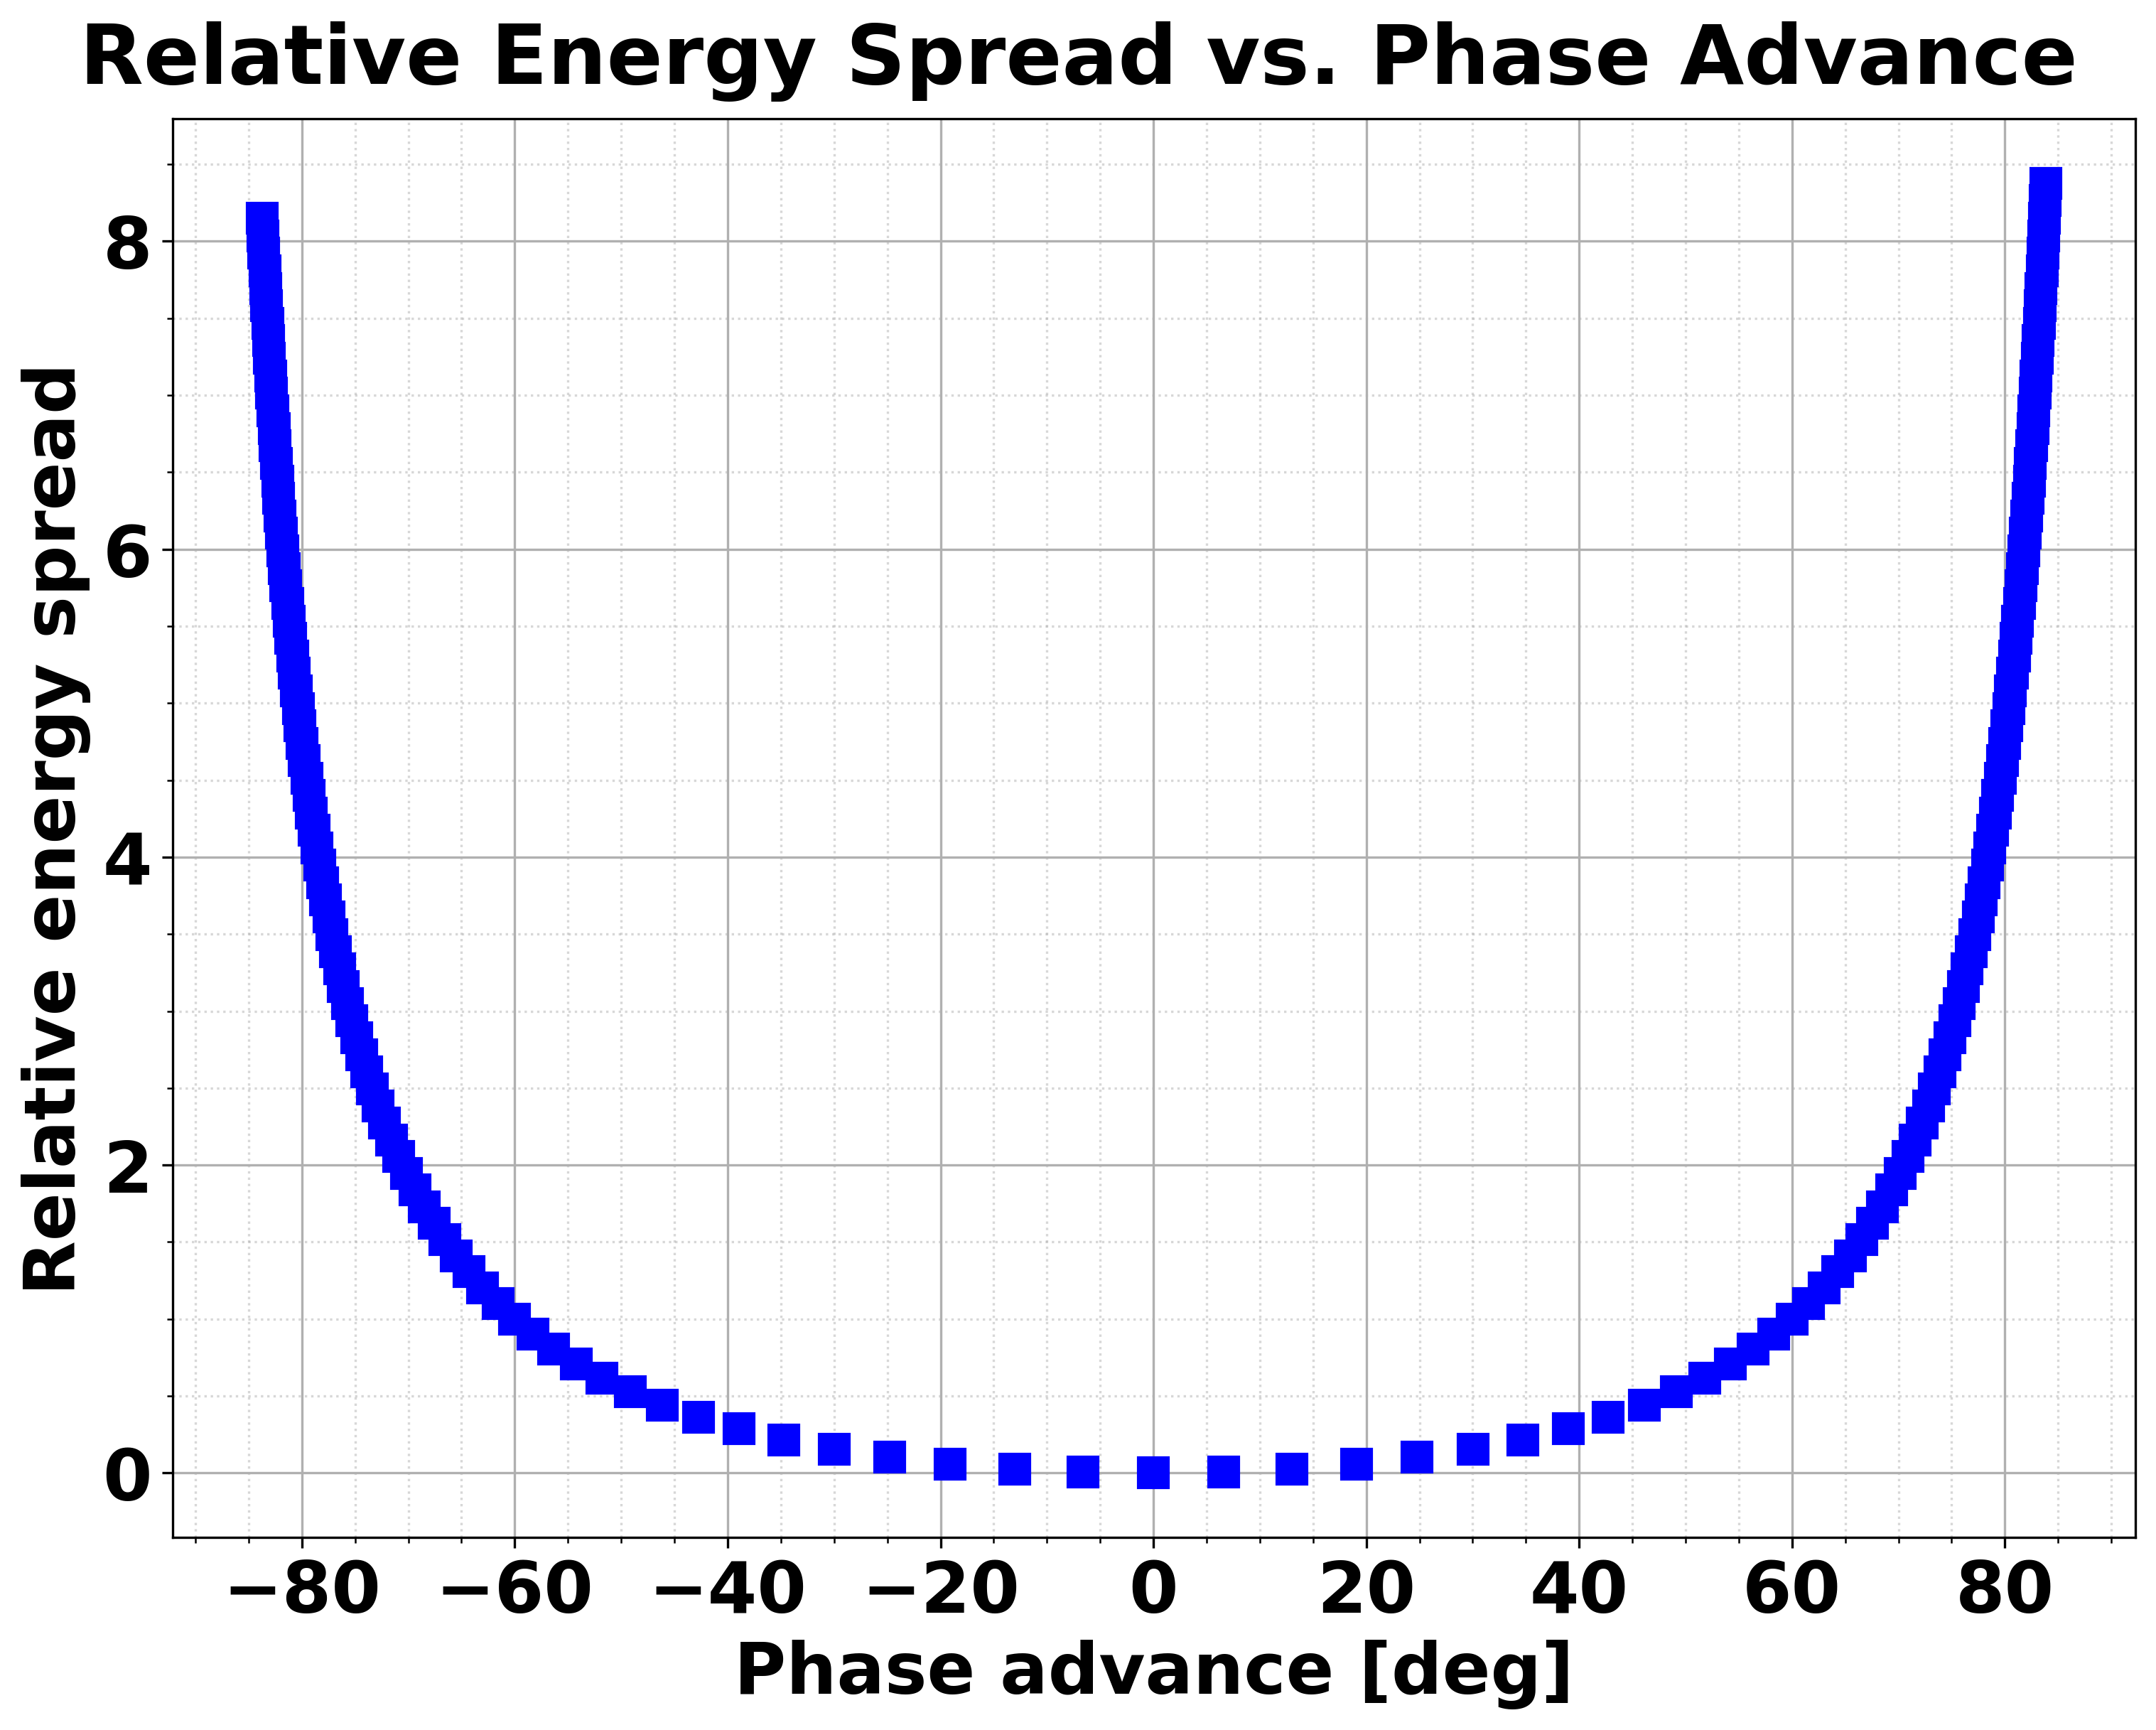 Relative Energy Spread vs. Phase Advance
Relative energy spread
8
6
4
2
0
−80 −60 −40 −20 0 20 40 60 80
Phase advance [deg]